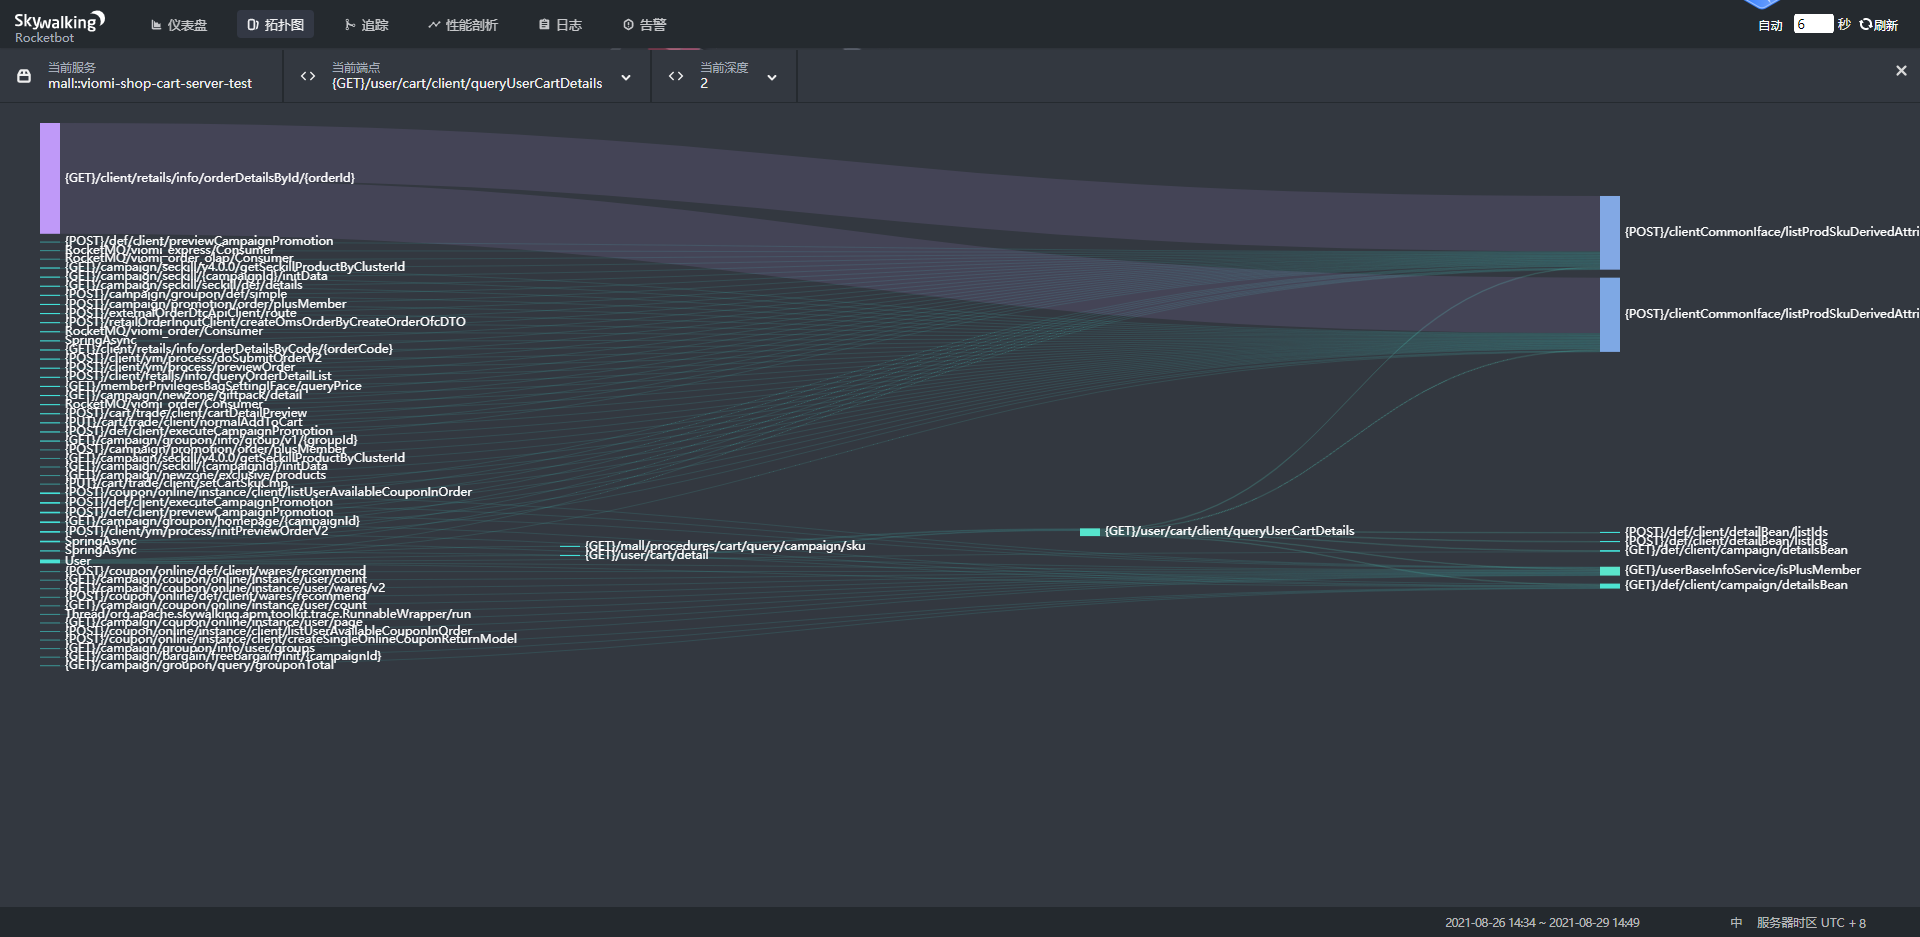 Skywalking
Rocketbot
仪表盘
拓扑图
追踪
性能剖析
日志
告警
自动
6
秒
刷新
当前服务
mall::viomi-shop-cart-server-test
当前端点
{GET}/user/cart/client/queryUserCartDetails
当前深度
2
{GET}/client/retails/info/orderDetailsById/{orderId}
{POST}/def/client/previewCampaignPromotion
RocketMQ/viomi_express/Consumer
RocketMQ/viomi_order_olap/Consumer
{GET}/campaign/seckill/v4.0.0/getSeckillProductByClusterId
{GET}/campaign/seckill/{campaignId}/initData
{GET}/campaign/seckill/seckill/def/details
{POST}/campaign/groupon/def/simple
{POST}/campaign/promotion/order/plusMember
{POST}/externalOrderDtcApiClient/route
{POST}/retailOrderInoutClient/createOmsOrderByCreateOrderOfcDTO
RocketMQ/viomi_order/Consumer
SpringAsync
{GET}/client/retails/info/orderDetailsByCode/{orderCode}
{POST}/client/ym/process/doSubmitOrderV2
{POST}/client/ym/process/previewOrder
{POST}/client/retails/info/queryOrderDetailList
{GET}/memberPrivilegesBagSettingIFace/queryPrice
{GET}/campaign/newzone/giftpack/detail
RocketMQ/viomi_order/Consumer
{POST}/cart/trade/client/cartDetailPreview
{PUT}/cart/trade/client/normalAddToCart
{POST}/def/client/executeCampaignPromotion
{GET}/campaign/groupon/info/group/v1/{groupId}
{POST}/campaign/promotion/order/plusMember
{GET}/campaign/seckill/v4.0.0/getSeckillProductByClusterId
{GET}/campaign/seckill/{campaignId}/initData
{GET}/campaign/newzone/exclusive/products
{PUT}/cart/trade/client/setCartSkuCmp
{POST}/coupon/online/instance/client/listUserAvailableCouponInOrder
{POST}/def/client/executeCampaignPromotion
{POST}/def/client/previewCampaignPromotion
{GET}/campaign/groupon/homepage/{campaignId}
{POST}/client/ym/process/initPreviewOrderV2
SpringAsync
SpringAsync
User
{POST}/coupon/online/def/client/wares/recommend
{GET}/campaign/coupon/online/instance/user/count
{GET}/campaign/coupon/online/instance/user/wares/v2
{POST}/coupon/online/def/client/wares/recommend
{GET}/campaign/coupon/online/instance/user/count
Thread/org.apache.skywalking.apm.toolkit.trace.RunnableWrapper/run
{GET}/campaign/coupon/online/instance/user/page
{POST}/coupon/online/instance/client/listUserAvailableCouponInOrder
{POST}/coupon/online/instance/client/createSingleOnlineCouponReturnModel
{GET}/campaign/groupon/info/user/groups
{GET}/campaign/bargain/freebargain/init/{campaignId}
{GET}/campaign/groupon/query/grouponTotal
{GET}/mall/procedures/cart/query/campaign/sku
{GET}/user/cart/detail
{GET}/user/cart/client/queryUserCartDetails
{POST}/clientCommonIface/listProdSkuDerivedAttri
{POST}/clientCommonIface/listProdSkuDerivedAttri
{POST}/def/client/detailBean/listIds
{POST}/def/client/detailBean/listIds
{GET}/def/client/campaign/detailsBean
{GET}/userBaseInfoService/isPlusMember
{GET}/def/client/campaign/detailsBean
2021-08-26 14:34 ~ 2021-08-29 14:49
中
服务器时区 UTC + 8